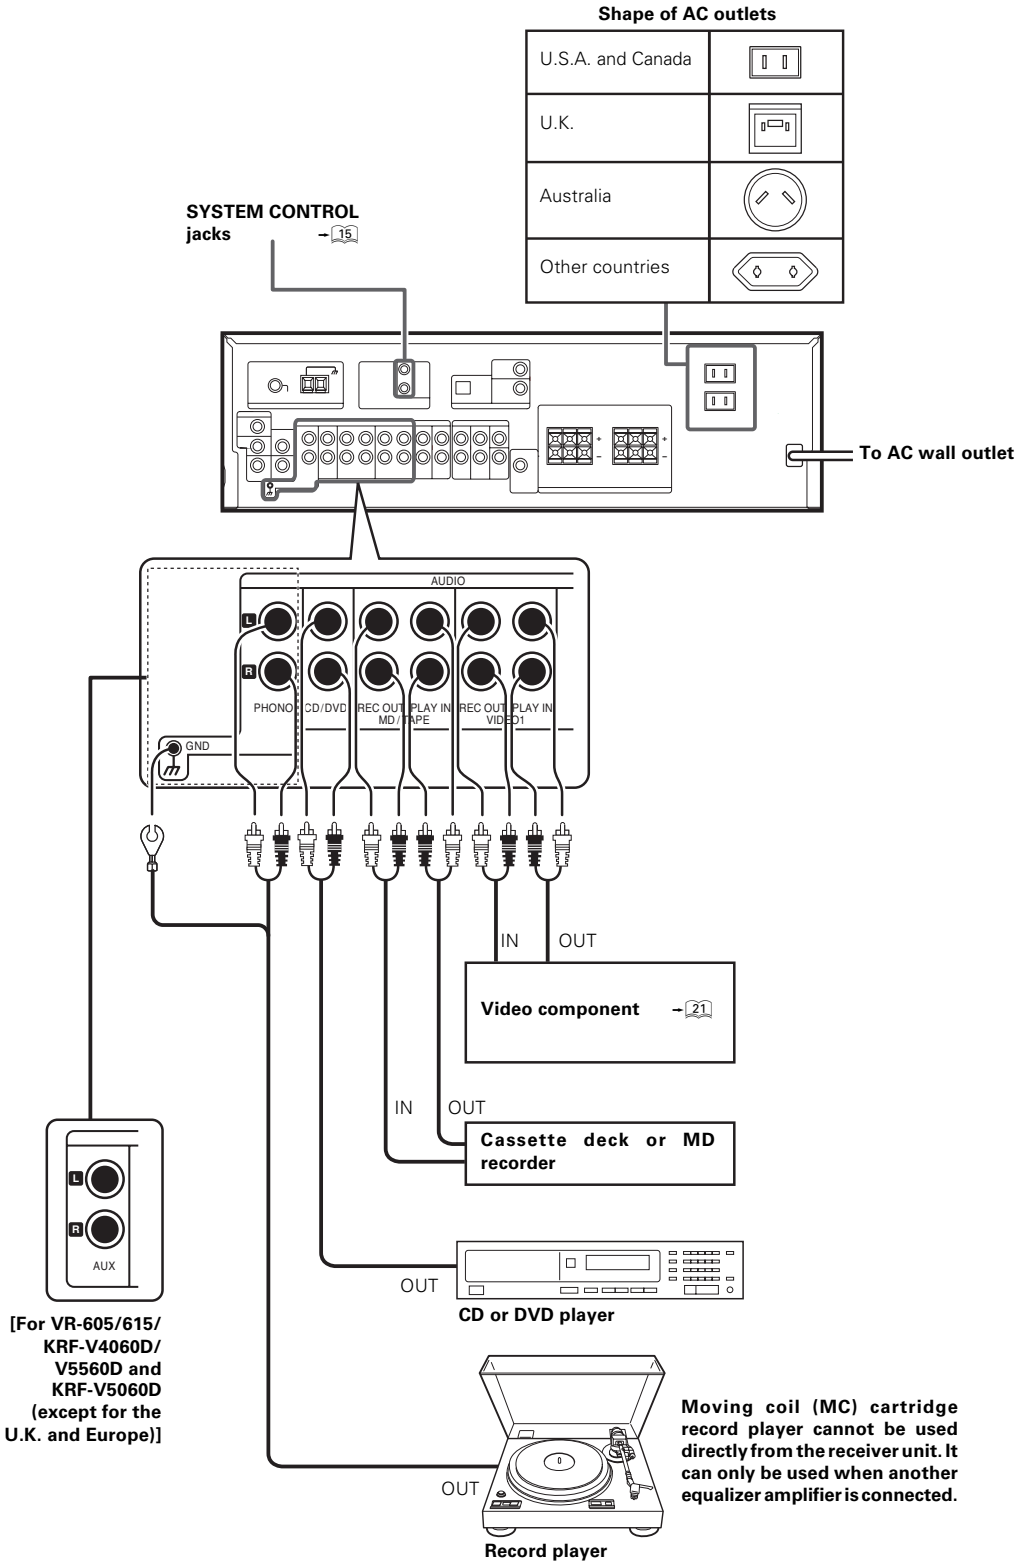 Shape of AC outlets
U.S.A. and Canada
U.K.
Australia
Other countries
SYSTEM CONTROL
jacks → 15
To AC wall outlet
AUDIO
L
R
PHONO CD/DVD REC OUT PLAY IN REC OUT PLAY IN
MD / TAPE VIDEO1
GND
IN OUT
Video component → 21
IN OUT
Cassette deck or MD
recorder
L
R
AUX
OUT
CD or DVD player
[For VR-605/615/
KRF-V4060D/
V5560D and
KRF-V5060D
(except for the
U.K. and Europe)]
Moving coil (MC) cartridge
record player cannot be used
directly from the receiver unit. It
can only be used when another
equalizer amplifier is connected.
OUT
Record player